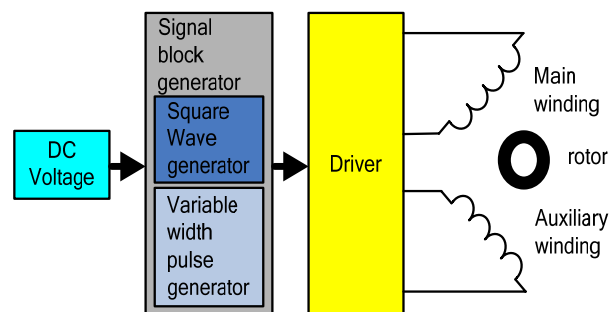 DC
Voltage
Signal
block
generator
Square
Wave
generator
Variable
width
pulse
generator
Driver
Main
winding
rotor
Auxiliary
winding